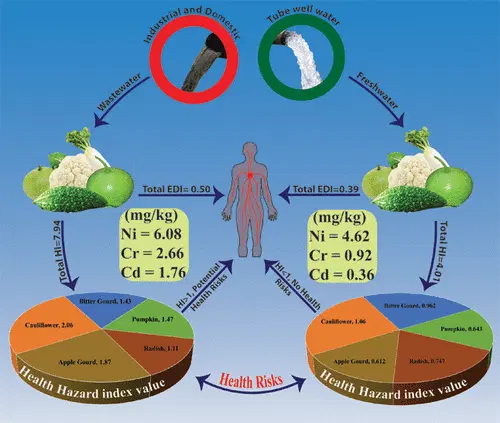 Industrial and Domestic
Tube well water
Wastewater
Freshwater
Total EDI= 0.50
Total EDI=0.39
(mg/kg)
Ni = 6.08
Cr = 2.66
Cd = 1.76
(mg/kg)
Ni = 4.62
Cr = 0.92
Cd = 0.36
Total HI=7.94
Total HI=4.01
HI>1, Potential
Health Risks
HI<1, No Health
Risks
Bitter Gourd, 1.43
Pumpkin, 1.47
Radish, 1.11
Apple Gourd, 1.87
Cauliflower, 2.06
Health Hazard index value
Bitter Gourd, 0.962
Pumpkin, 0.643
Radish, 0.747
Apple Gourd, 0.612
Cauliflower, 1.06
Health Hazard index value
Health Risks